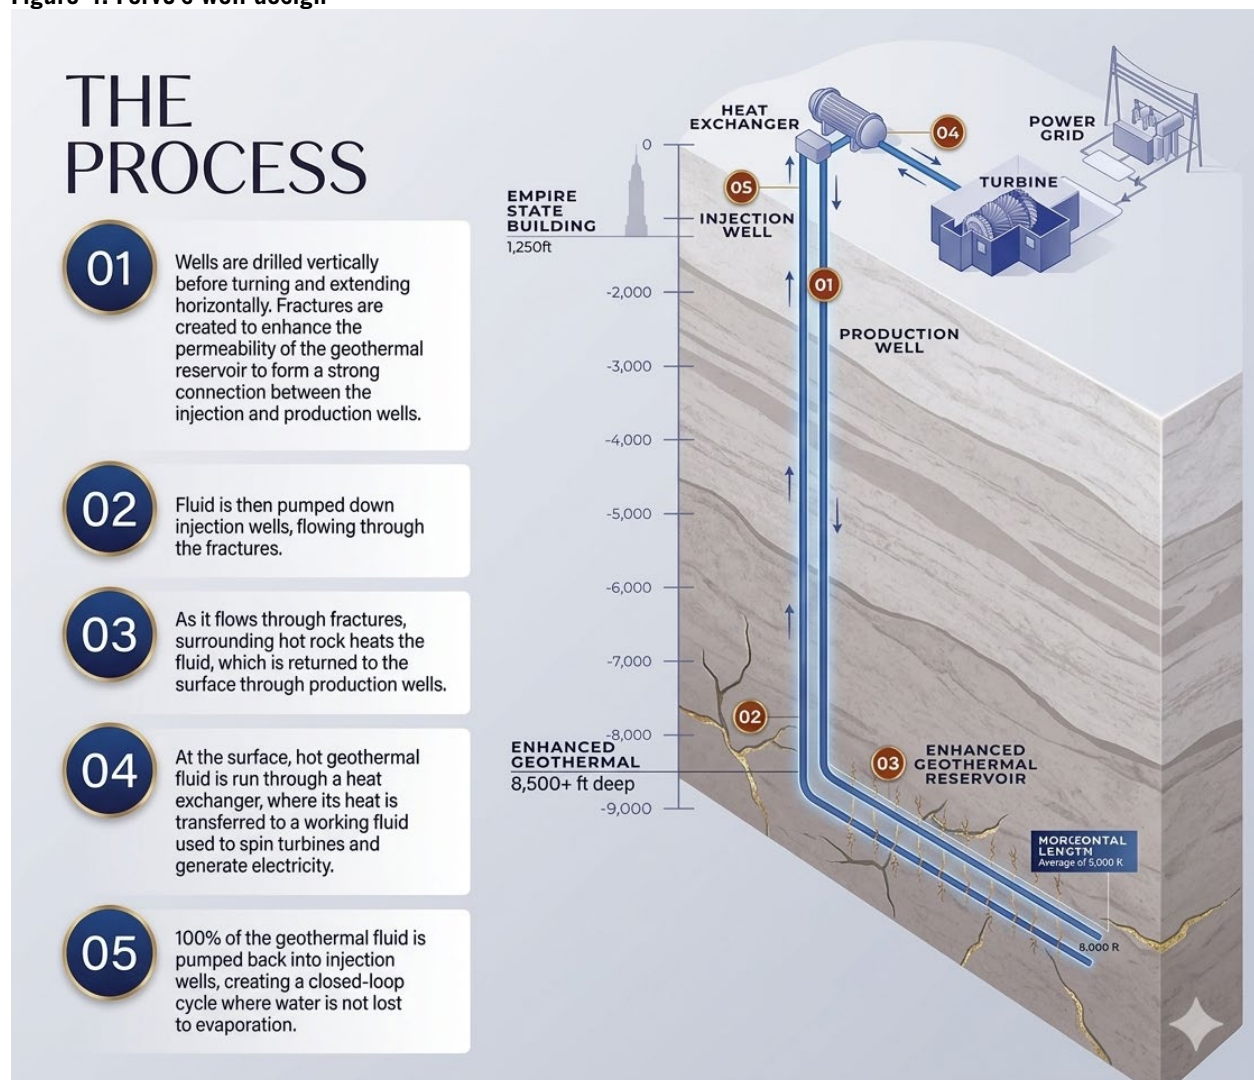 THE
PROCESS
01
Wells are drilled vertically
before turning and extending
horizontally. Fractures are
created to enhance the
permeability of the geothermal
reservoir to form a strong
connection between the
injection and production wells.
02
Fluid is then pumped down
injection wells, flowing through
the fractures.
03
As it flows through fractures,
surrounding hot rock heats the
fluid, which is returned to the
surface through production wells.
04
At the surface, hot geothermal
fluid is run through a heat
exchanger, where its heat is
transferred to a working fluid
used to spin turbines and
generate electricity.
05
100% of the geothermal fluid is
pumped back into injection
wells, creating a closed-loop
cycle where water is not lost
to evaporation.
HEAT
EXCHANGER
04
POWER
GRID
TURBINE
0
EMPIRE
STATE
BUILDING
1,250ft
0S
INJECTION
WELL
-2,000
01
PRODUCTION
WELL
-3,000
-4,000
-5,000
-6,000
-7,000
02
-8,000
ENHANCED
GEOTHERMAL
8,500+ ft deep
-9,000
03
ENHANCED
GEOTHERMAL
RESERVOIR
MORCEONTAL
LENGTM
Average of 5,000 R
8.000 R